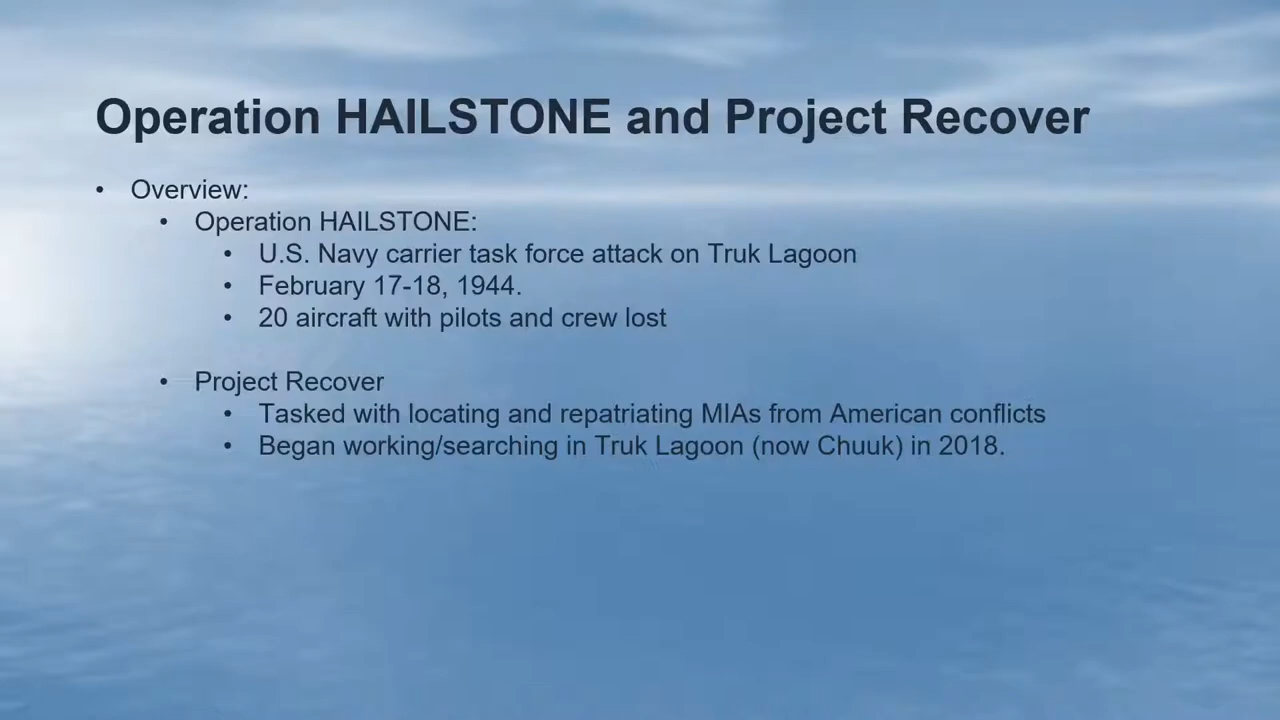 Operation HAILSTONE and Project Recover
• Overview:
• Operation HAILSTONE:
• U.S. Navy carrier task force attack on Truk Lagoon
• February 17-18, 1944.
• 20 aircraft with pilots and crew lost
• Project Recover
• Tasked with locating and repatriating MIAs from American conflicts
• Began working/searching in Truk Lagoon (now Chuuk) in 2018.